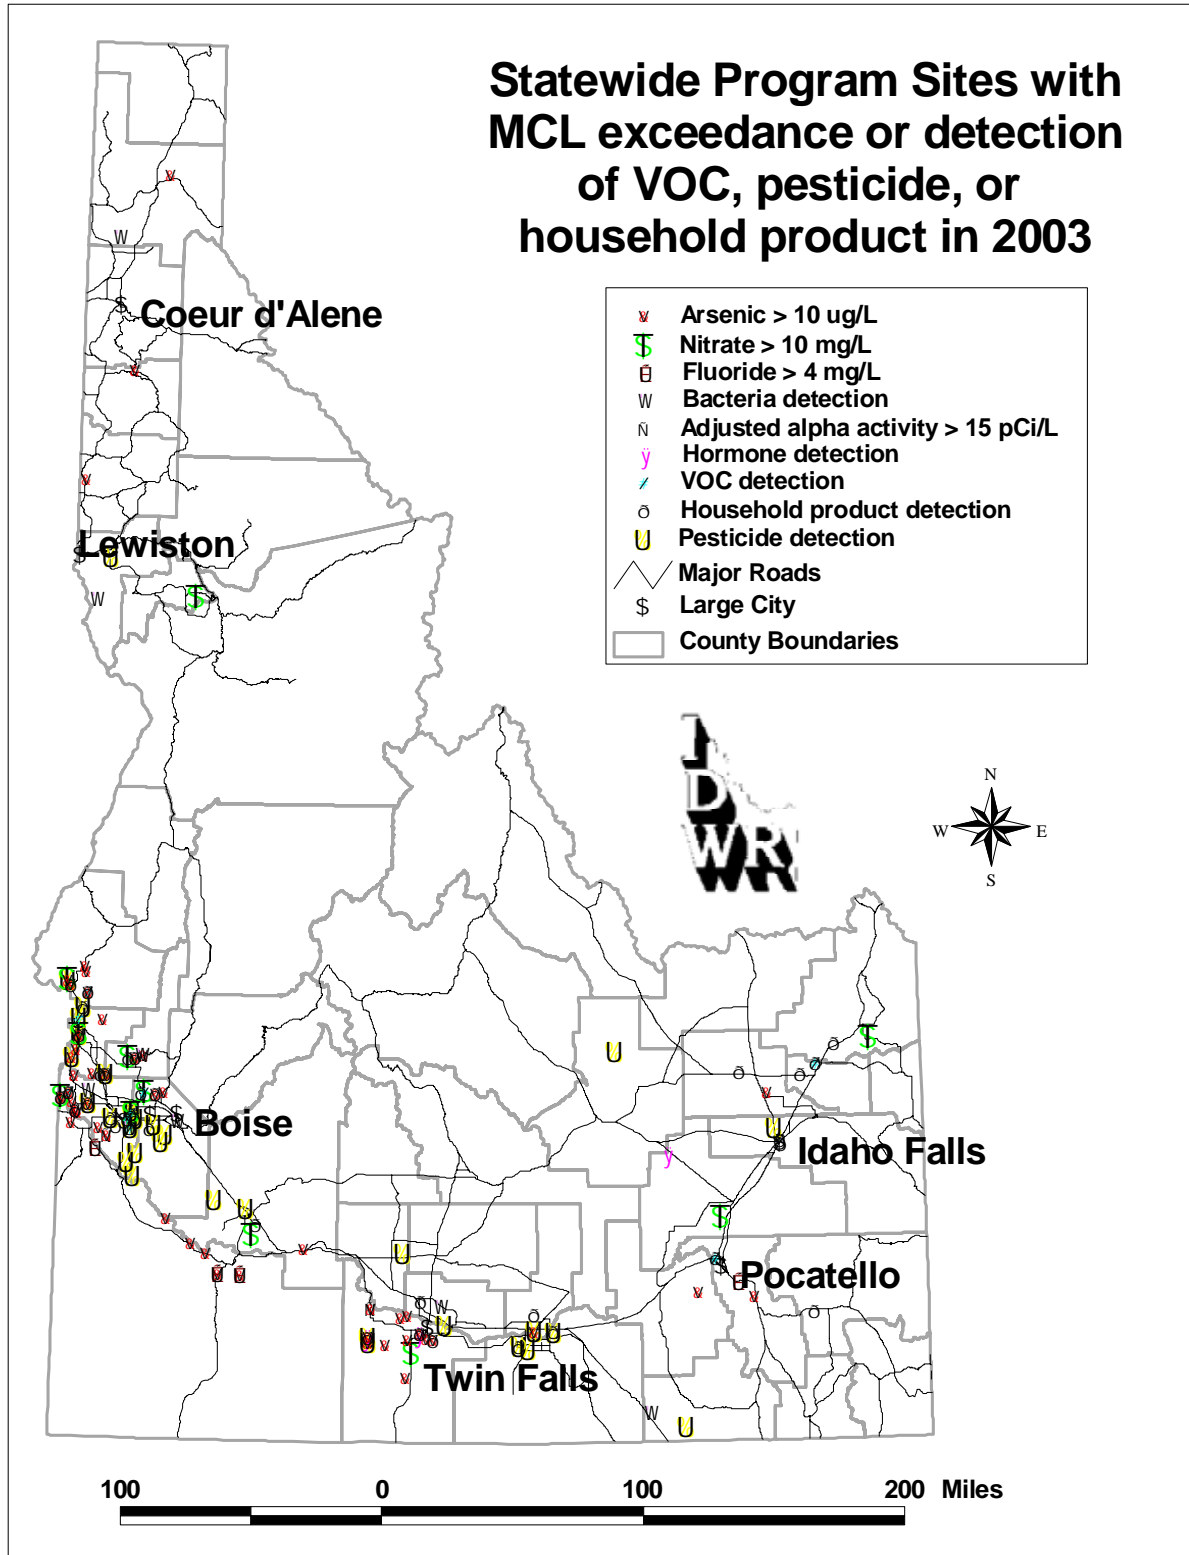 Statewide Program Sites with
MCL exceedance or detection
of VOC, pesticide, or
household product in 2003
Arsenic > 10 ug/L
Nitrate > 10 mg/L
Fluoride > 4 mg/L
Bacteria detection
Adjusted alpha activity > 15 pCi/L
Hormone detection
VOC detection
Household product detection
Pesticide detection
Major Roads
$ Large City
County Boundaries
Coeur d'Alene
Lewiston
I
D
WR
N
W E
S
Boise
Idaho Falls
Pocatello
Twin Falls
100 0 100 200 Miles